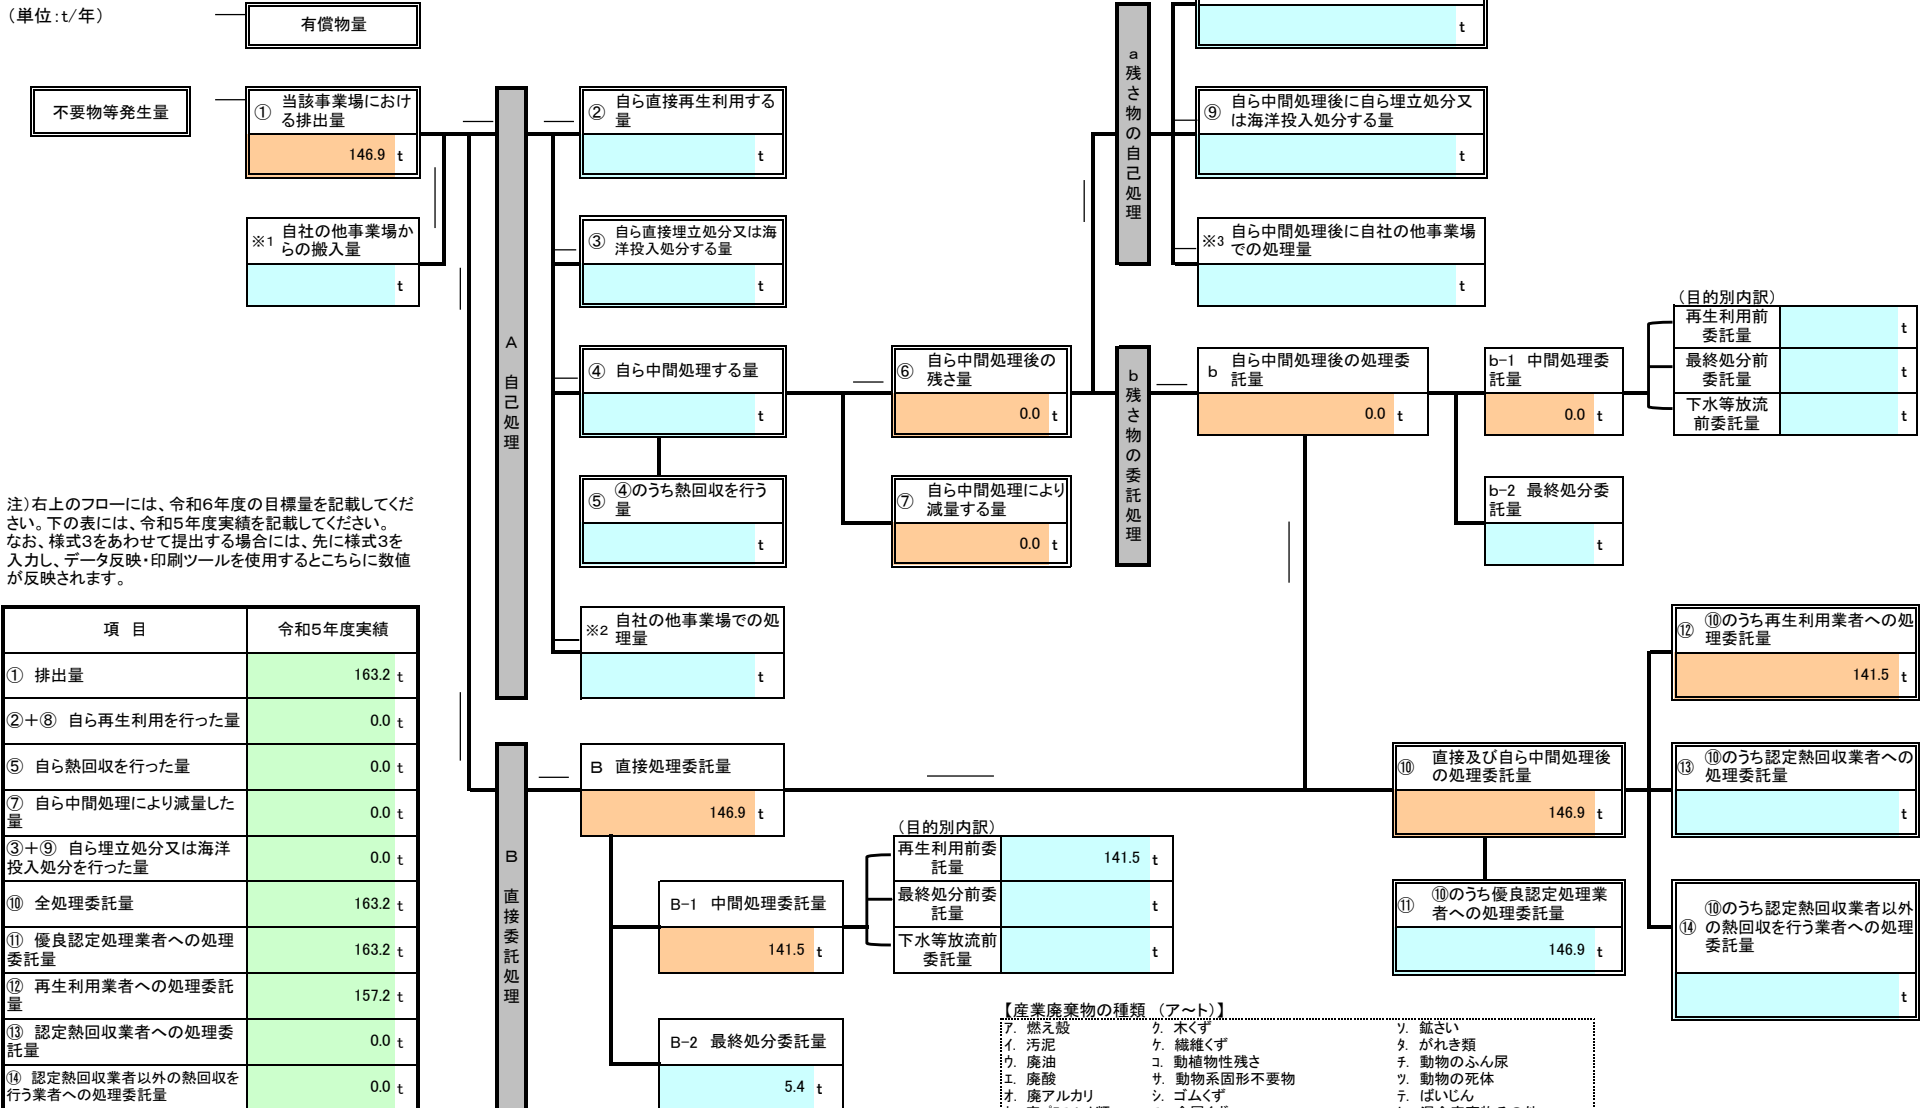 （単位：t/年）
有償物量
t
不要物等発生量
① 当該事業場におけ
る排出量
146.9 t
※1 自社の他事業場か
らの搬入量
t
A 自己処理
② 自ら直接再生利用する
量
t
③ 自ら直接埋立処分又は海
洋投入処分する量
t
④ 自ら中間処理する量
t
⑤ ④のうち熱回収を行う
量
t
※2 自社の他事業場での処
理量
t
⑥ 自ら中間処理後の
残さ量
0.0 t
⑦ 自ら中間処理により
減量する量
0.0 t
a 残さ物の自己処理
⑨ 自ら中間処理後に自ら埋立処分又
は海洋投入処分する量
t
※3 自ら中間処理後に自社の他事業場
での処理量
t
b 残さ物の委託処理
b 自ら中間処理後の処理委
託量
0.0 t
b-1 中間処理委
託量
0.0 t
（目的別内訳）
再生利用前
委託量
t
最終処分前
委託量
t
下水等放流
前委託量
t
b-2 最終処分委
託量
t
注）右上のフローには、令和６年度の目標量を記載してくだ
さい。下の表には、令和５年度実績を記載してください。
なお、様式３をあわせて提出する場合には、先に様式３を
入力し、データ反映・印刷ツールを使用するとこちらに数値
が反映されます。
項 目 令和５年度実績
① 排出量 163.2 t
②＋⑧ 自ら再生利用を行った量 0.0 t
⑤ 自ら熱回収を行った量 0.0 t
⑦ 自ら中間処理により減量した
量 0.0 t
③＋⑨ 自ら埋立処分又は海洋
投入処分を行った量 0.0 t
⑩ 全処理委託量 163.2 t
⑪ 優良認定処理業者への処理
委託量 163.2 t
⑫ 再生利用業者への処理委託
量 157.2 t
⑬ 認定熱回収業者への処理委
託量 0.0 t
⑭ 認定熱回収業者以外の熱回収を
行う業者への処理委託量 0.0 t
B 直接委託処理
B 直接処理委託量
146.9 t
B-1 中間処理委託量
141.5 t
（目的別内訳）
再生利用前委
託量
141.5 t
最終処分前委
託量
t
下水等放流前
委託量
t
B-2 最終処分委託量
5.4 t
⑩ 直接及び自ら中間処理後
の処理委託量
146.9 t
⑪ ⑩のうち優良認定処理業
者への処理委託量
146.9 t
⑫ ⑩のうち再生利用業者への処
理委託量
141.5 t
⑬ ⑩のうち認定熱回収業者への
処理委託量
t
⑭ ⑩のうち認定熱回収業者以外
の熱回収を行う業者への処理
委託量
t
【産業廃棄物の種類 （ア～ト）】
ア. 燃え殻 ク. 木くず ソ. 鉱さい
イ. 汚泥 ケ. 繊維くず タ. がれき類
ウ. 廃油 コ. 動植物性残さ チ. 動物のふん尿
エ. 廃酸 サ. 動物系固形不要物 ツ. 動物の死体
オ. 廃アルカリ シ. ゴムくず テ. ばいじん